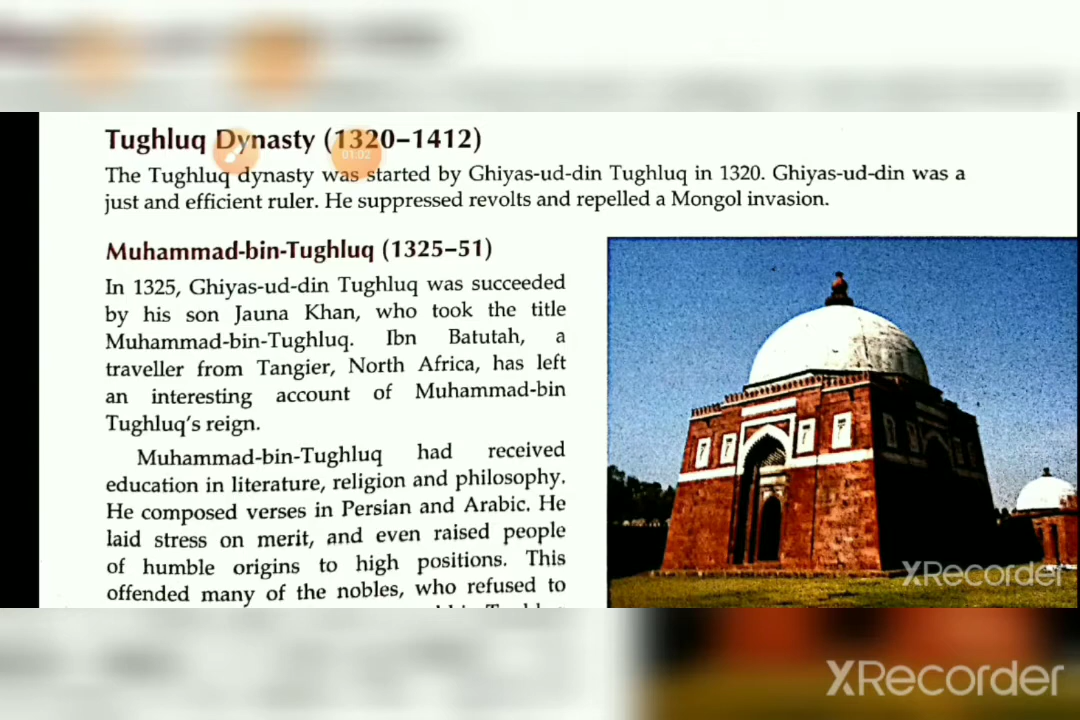 Tughluq Dynasty (1320–1412)
01:02
The Tughluq dynasty was started by Ghiyas-ud-din Tughluq in 1320. Ghiyas-ud-din was a
just and efficient ruler. He suppressed revolts and repelled a Mongol invasion.
Muhammad-bin-Tughluq (1325–51)
In 1325, Ghiyas-ud-din Tughluq was succeeded
by his son Jauna Khan, who took the title
Muhammad-bin-Tughluq. Ibn Batutah, a
traveller from Tangier, North Africa, has left
an interesting account of Muhammad-bin
Tughluq's reign.
Muhammad-bin-Tughluq had received
education in literature, religion and philosophy.
He composed verses in Persian and Arabic. He
laid stress on merit, and even raised people
of humble origins to high positions. This
offended many of the nobles, who refused to
XRecorder
XRecorder